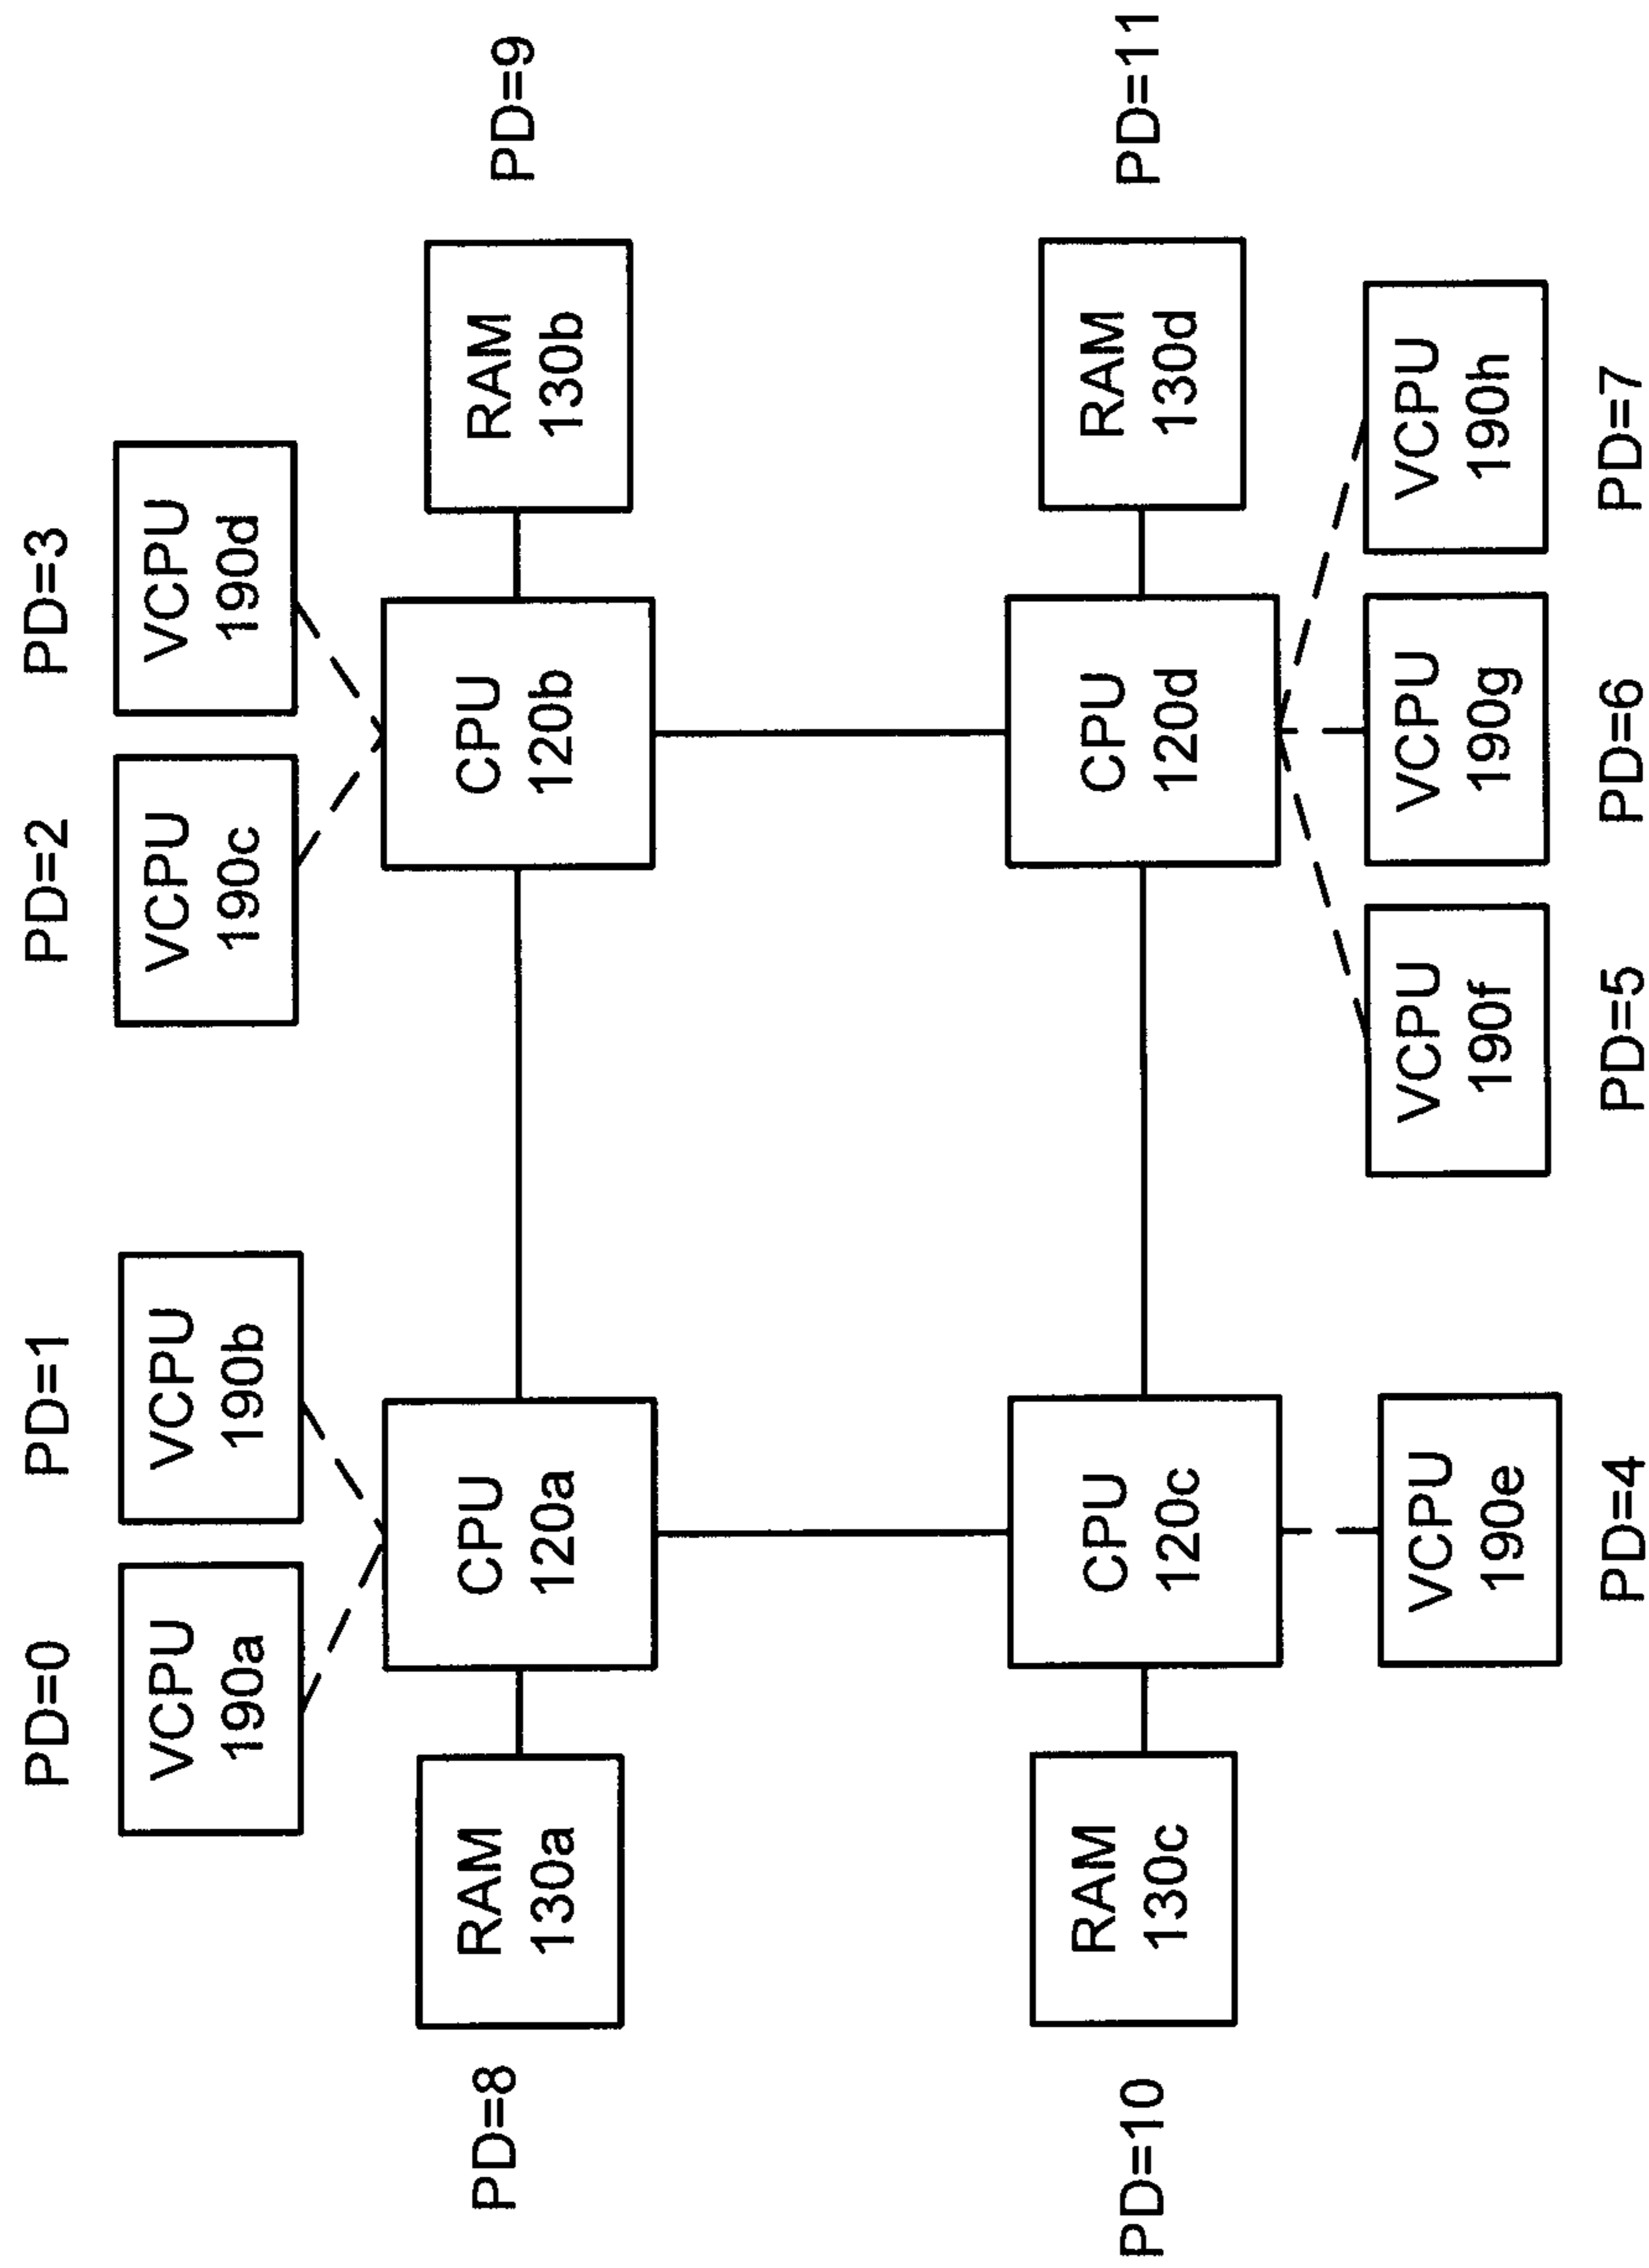 PD=0
PD=1
PD=2
PD=3
VCPU
190a
VCPU
190b
VCPU
190c
VCPU
190d
PD=8
RAM
130a
CPU
120a
CPU
120b
RAM
130b
PD=9
PD=10
RAM
130c
CPU
120c
CPU
120d
RAM
130d
PD=11
VCPU
190e
VCPU
190f
VCPU
190g
VCPU
190h
PD=4
PD=5
PD=6
PD=7